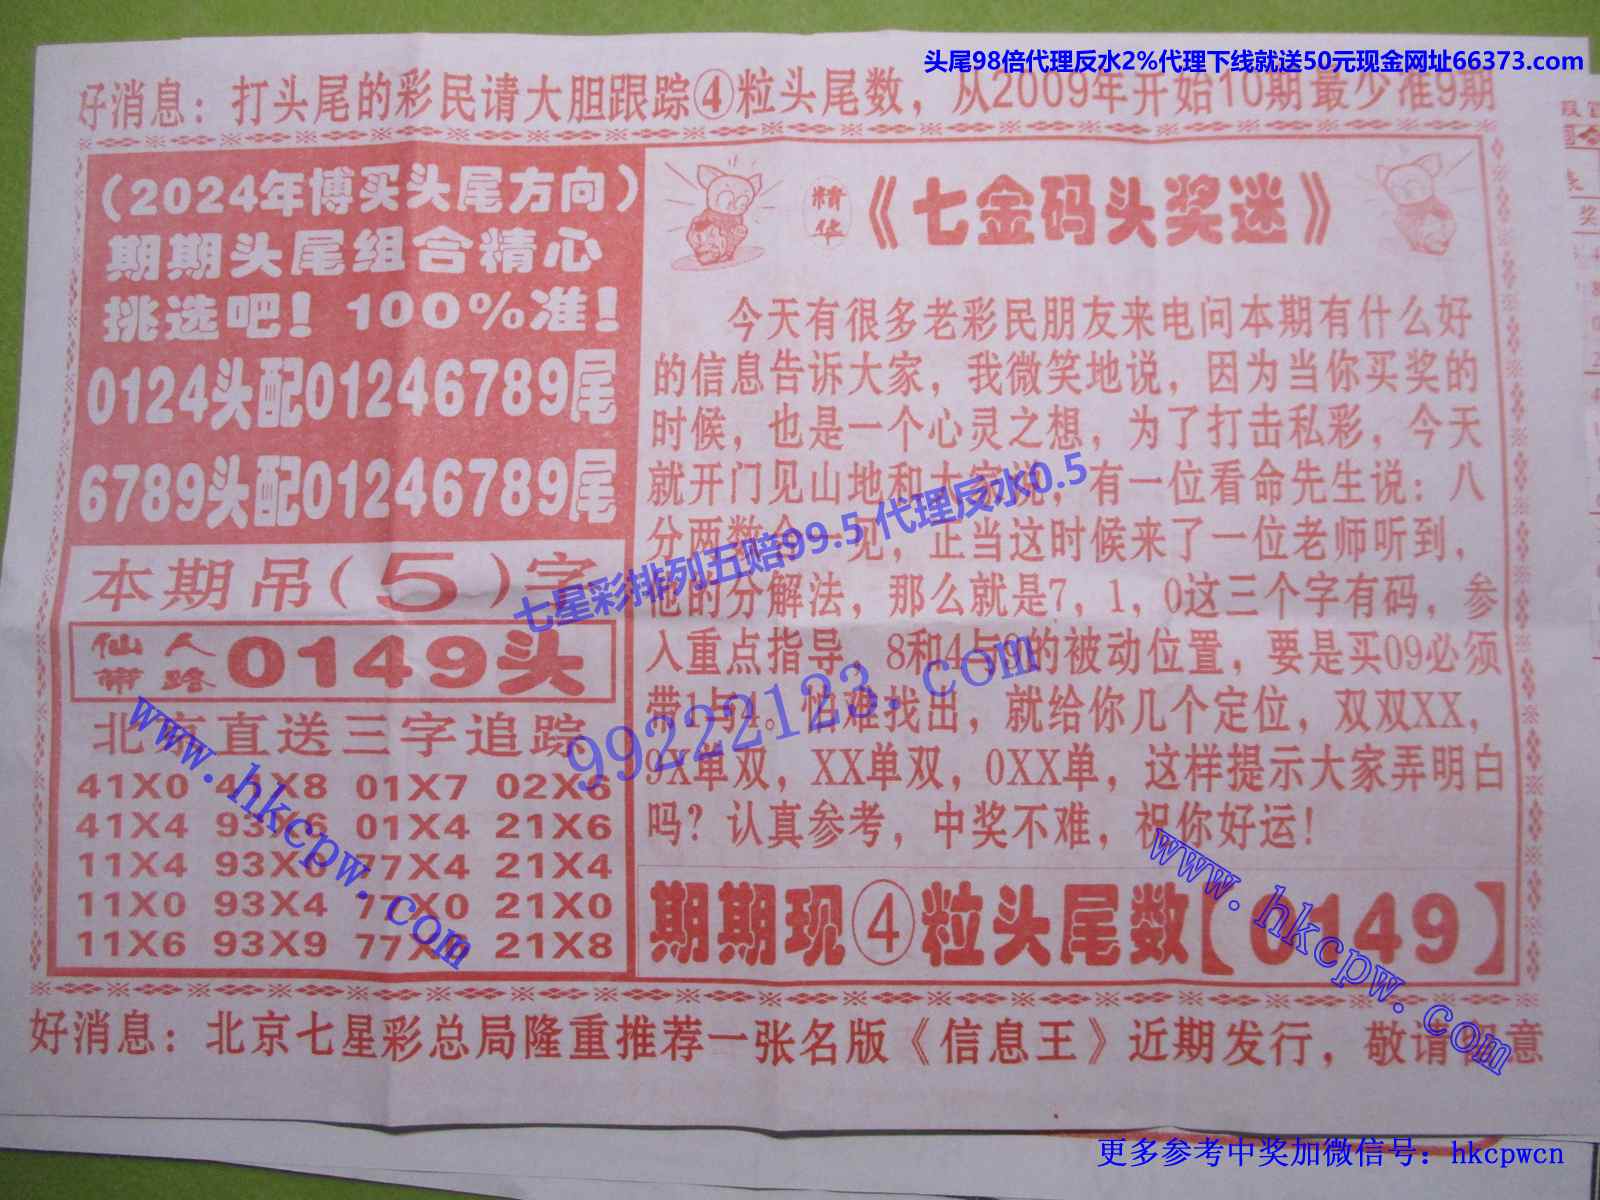 头尾98倍代理反水2%代理下线就送50元现金网址66373.com
好消息：打头尾的彩民请大胆跟踪④粒头尾数，从2009年开始10期最少准9期
（2024年博买头尾方向）
期期头尾组合精心
挑选吧！100%准！
0124头配01246789尾
6789头配01246789尾
本期吊（5）字
仙人带路 0149头
北京直送三字追踪
41X0 41X8 01X7 02X6
41X4 93X6 01X4 21X6
11X4 93X0 77X4 21X4
11X0 93X4 77X0 21X0
11X6 93X9 77X6 21X8
精华《七金码头奖迷》
今天有很多老彩民朋友来电问本期有什么好
的信息告诉大家，我微笑地说，因为当你买奖的
时候，也是一个心灵之想，为了打击私彩，今天
就开门见山地和大家说，有一位看命先生说：八
分两数合一见，正当这时候来了一位老师听到，
他的分解法，那么就是7，1，0这三个字有码，参
入重点指导，8和4与9的被动位置，要是买09必须
带1与4。怕难找出，就给你几个定位，双双XX，
9X单双，XX单双，0XX单，这样提示大家弄明白
吗？认真参考，中奖不难，祝你好运！
期期现④粒头尾数【0149】
好消息：北京七星彩总局隆重推荐一张名版《信息王》近期发行，敬请留意
七星彩排列五赔99.5 代理反水0.5
99222123.com
www.hkcpw.com
www.hkcpw.com
更多参考中奖加微信号：hkcpwcn